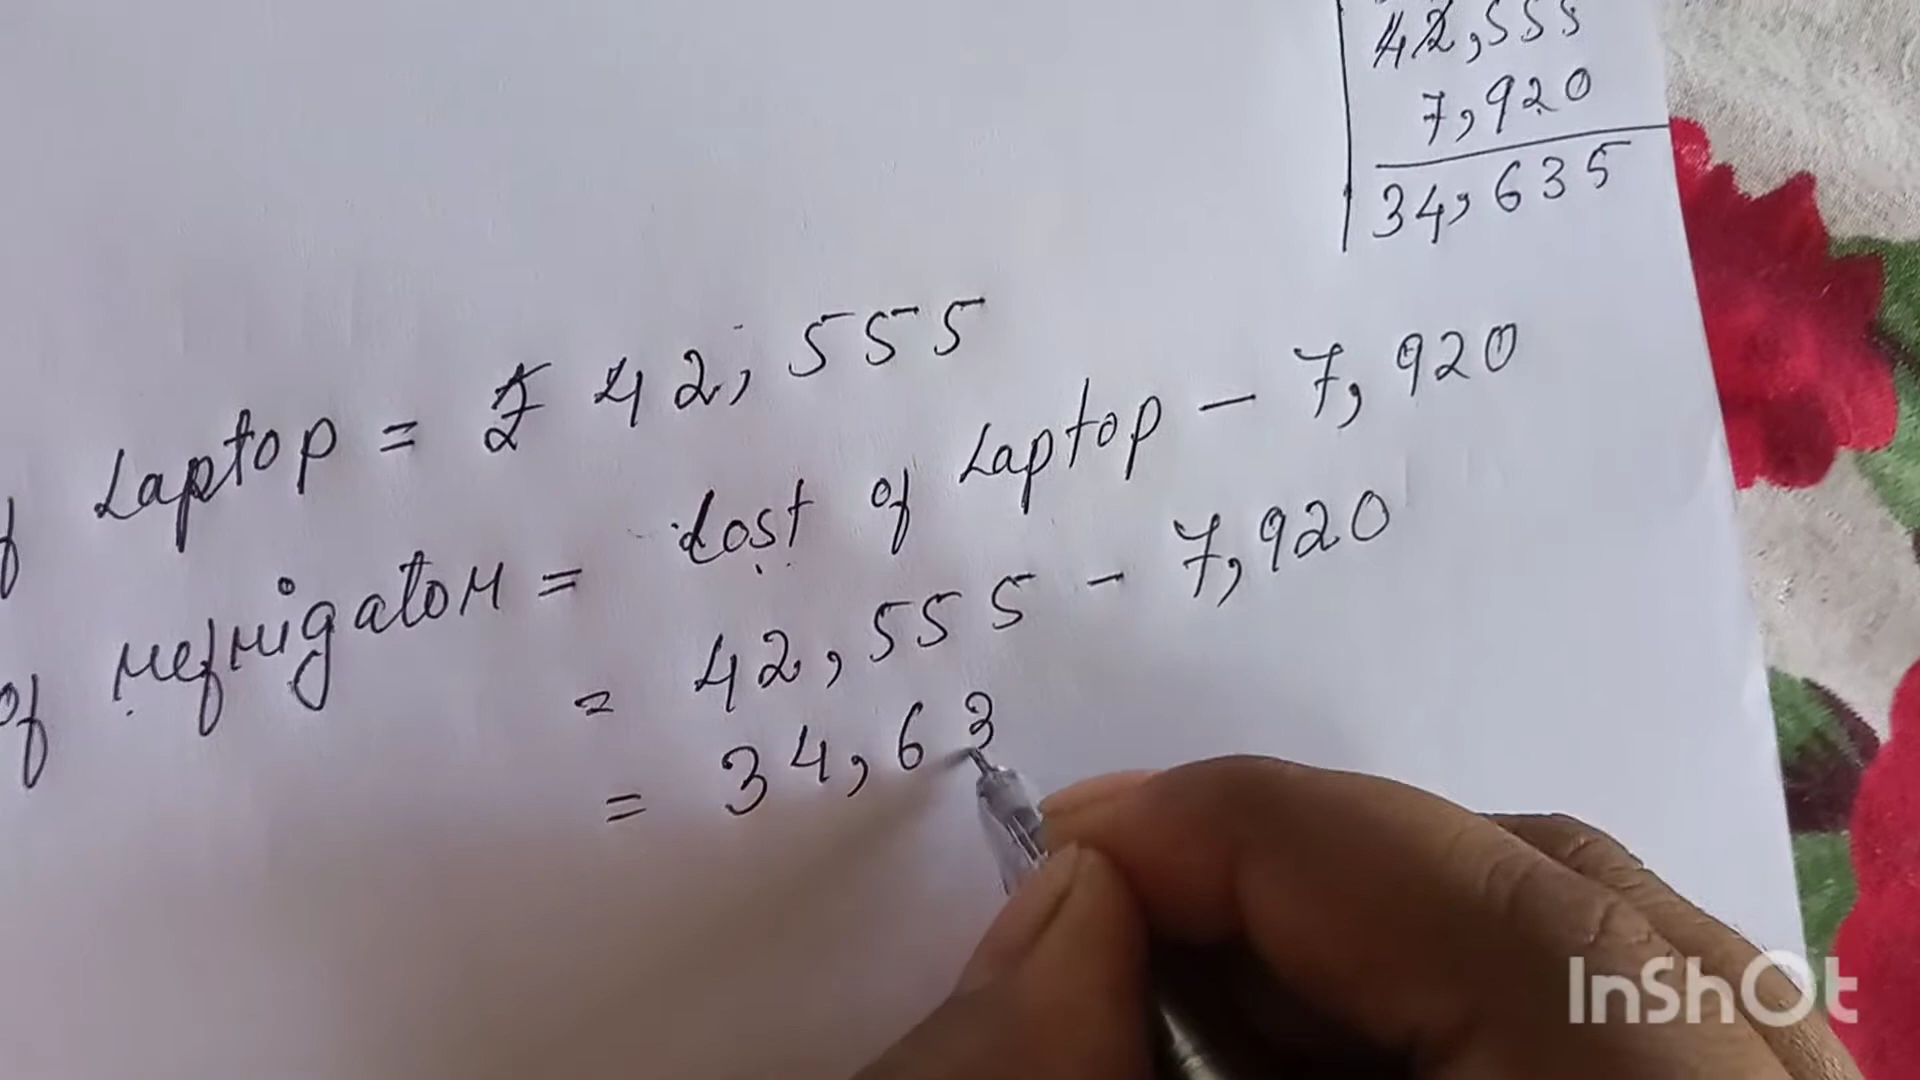 42,555
7,920
34,635
f Laptop = ₹ 42,555
of refrigator = Cost of Laptop - 7,920
= 42,555 - 7,920
= 34,63
InShOt